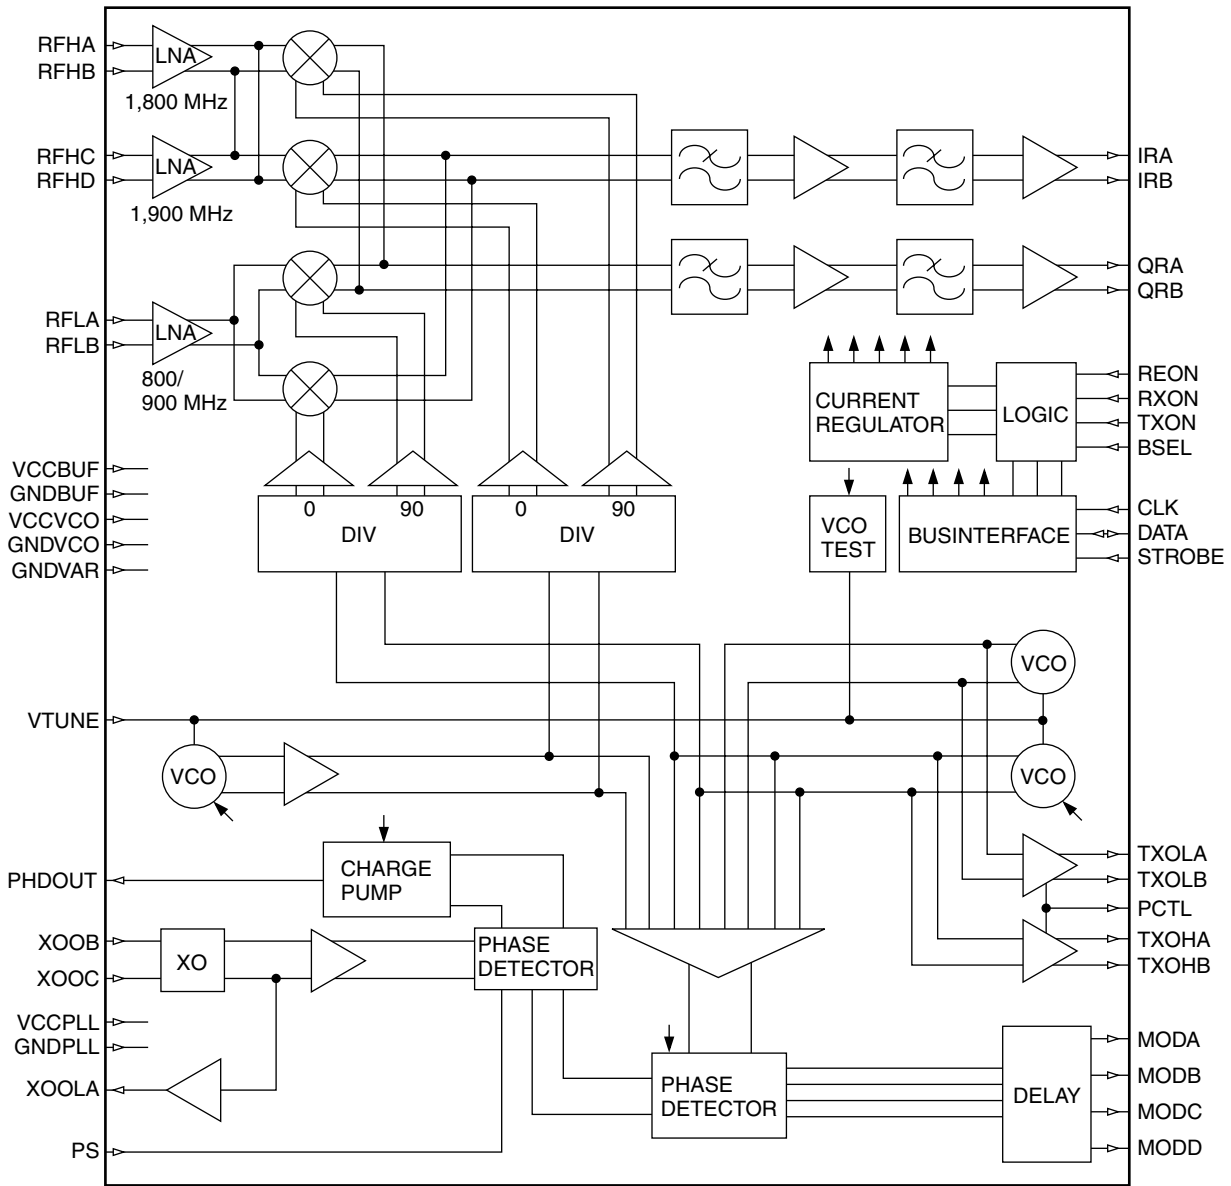 RFHA
LNA
RFHB
1,800 MHz
RFHC
LNA
RFHD
1,900 MHz
IRA
IRB
QRA
QRB
RFLA
LNA
RFLB
800/
900 MHz
CURRENT
REGULATOR
LOGIC
REON
RXON
TXON
BSEL
VCCBUF
GNDBUF
VCCVCO
GNDVCO
GNDVAR
0
90
DIV
0
90
DIV
VCO
TEST
BUSINTERFACE
CLK
DATA
STROBE
VCO
VTUNE
VCO
VCO
CHARGE
PUMP
PHDOUT
TXOLA
TXOLB
PCTL
TXOHA
TXOHB
XOOB
XO
XOOC
PHASE
DETECTOR
VCCPLL
GNDPLL
XOOLA
PS
PHASE
DETECTOR
DELAY
MODA
MODB
MODC
MODD